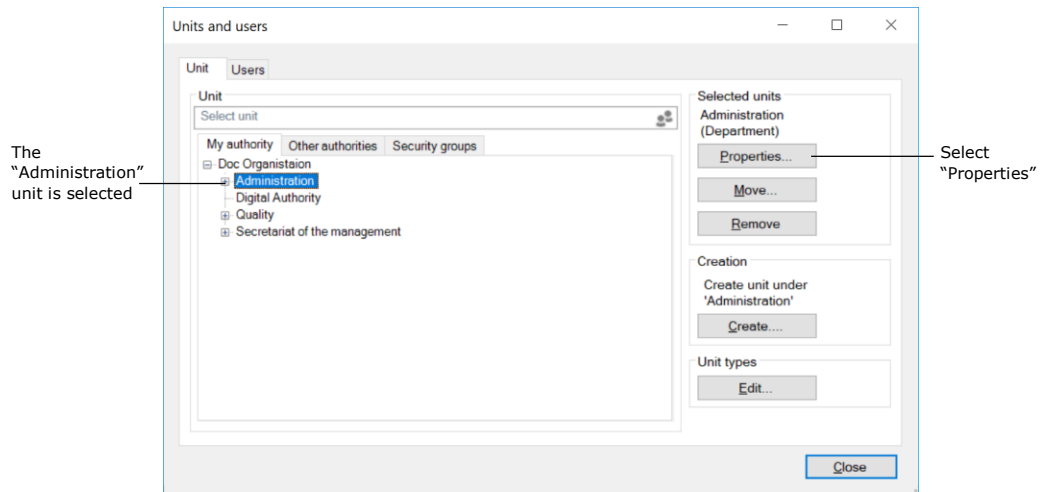 Units and users
Unit Users
Unit
Select unit
My authority Other authorities Security groups
Doc Organistaion
Administration
Digital Authority
Quality
Secretariat of the management
Selected units
Administration
(Department)
Properties...
Move...
Remove
Creation
Create unit under
'Administration'
Create....
Unit types
Edit...
Close
The
“Administration”
unit is selected
Select
“Properties”